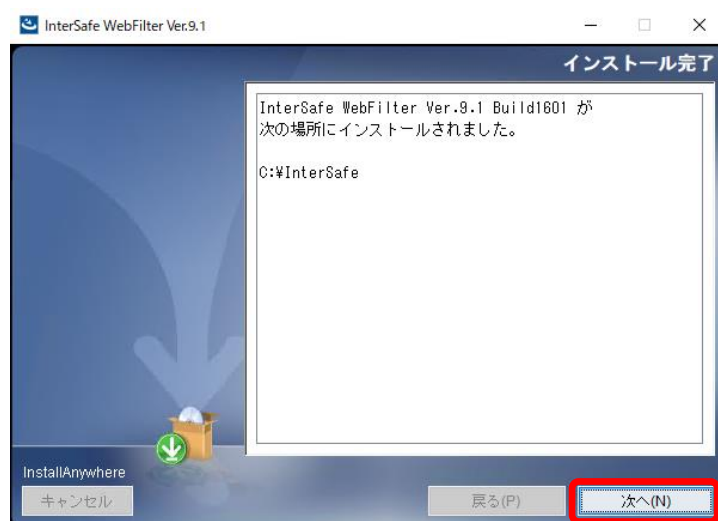 InterSafe WebFilter Ver.9.1
インストール完了
InterSafe WebFilter Ver.9.1 Build1601 が
次の場所にインストールされました。
C:¥InterSafe
InstallAnywhere
キャンセル
戻る(P)
次へ(N)